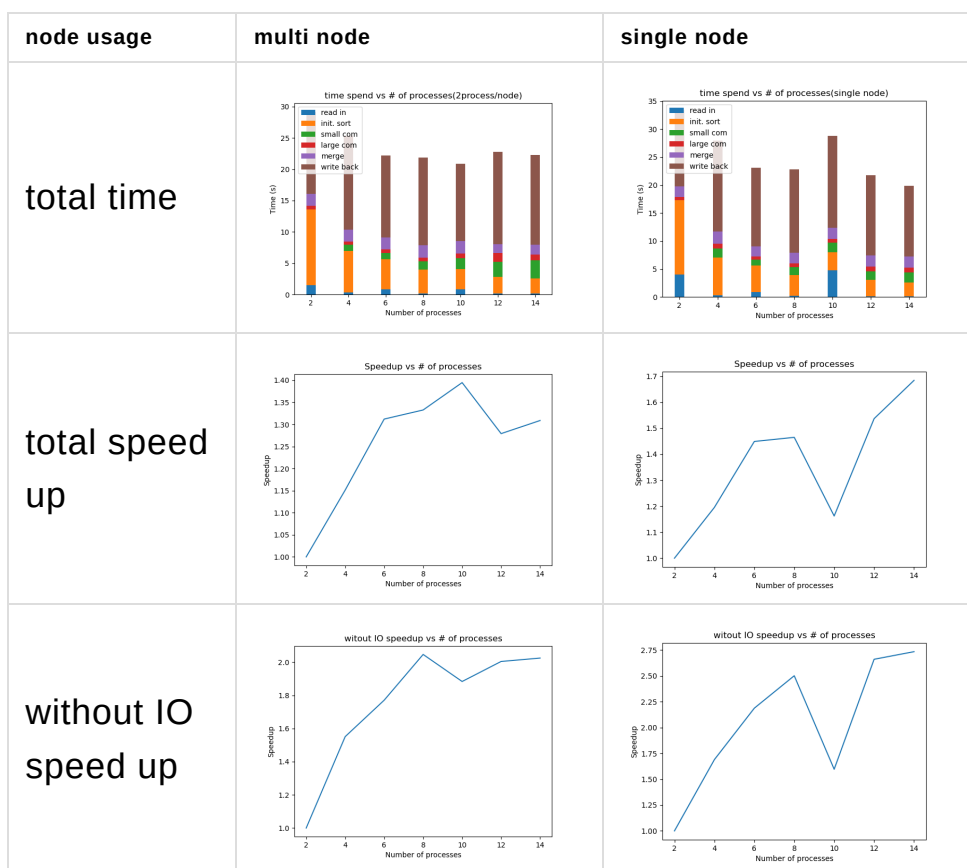 node usage
multi node
single node
total time
time spend vs # of processes(2process/node)
read in
init. sort
small com
large com
merge
write back
Time (s)
30
25
20
15
10
5
0
2 4 6 8 10 12 14
Number of processes
time spend vs # of processes(single node)
read in
init. sort
small com
large com
merge
write back
Time (s)
35
30
25
20
15
10
5
0
2 4 6 8 10 12 14
Number of processes
total speed
up
Speedup vs # of processes
Speedup
1.40
1.35
1.30
1.25
1.20
1.15
1.10
1.05
1.00
2 4 6 8 10 12 14
Number of processes
Speedup vs # of processes
Speedup
1.7
1.6
1.5
1.4
1.3
1.2
1.1
1.0
2 4 6 8 10 12 14
Number of processes
without IO
speed up
witout IO speedup vs # of processes
Speedup
2.0
1.8
1.6
1.4
1.2
1.0
2 4 6 8 10 12 14
Number of processes
witout IO speedup vs # of processes
Speedup
2.75
2.50
2.25
2.00
1.75
1.50
1.25
1.00
2 4 6 8 10 12 14
Number of processes